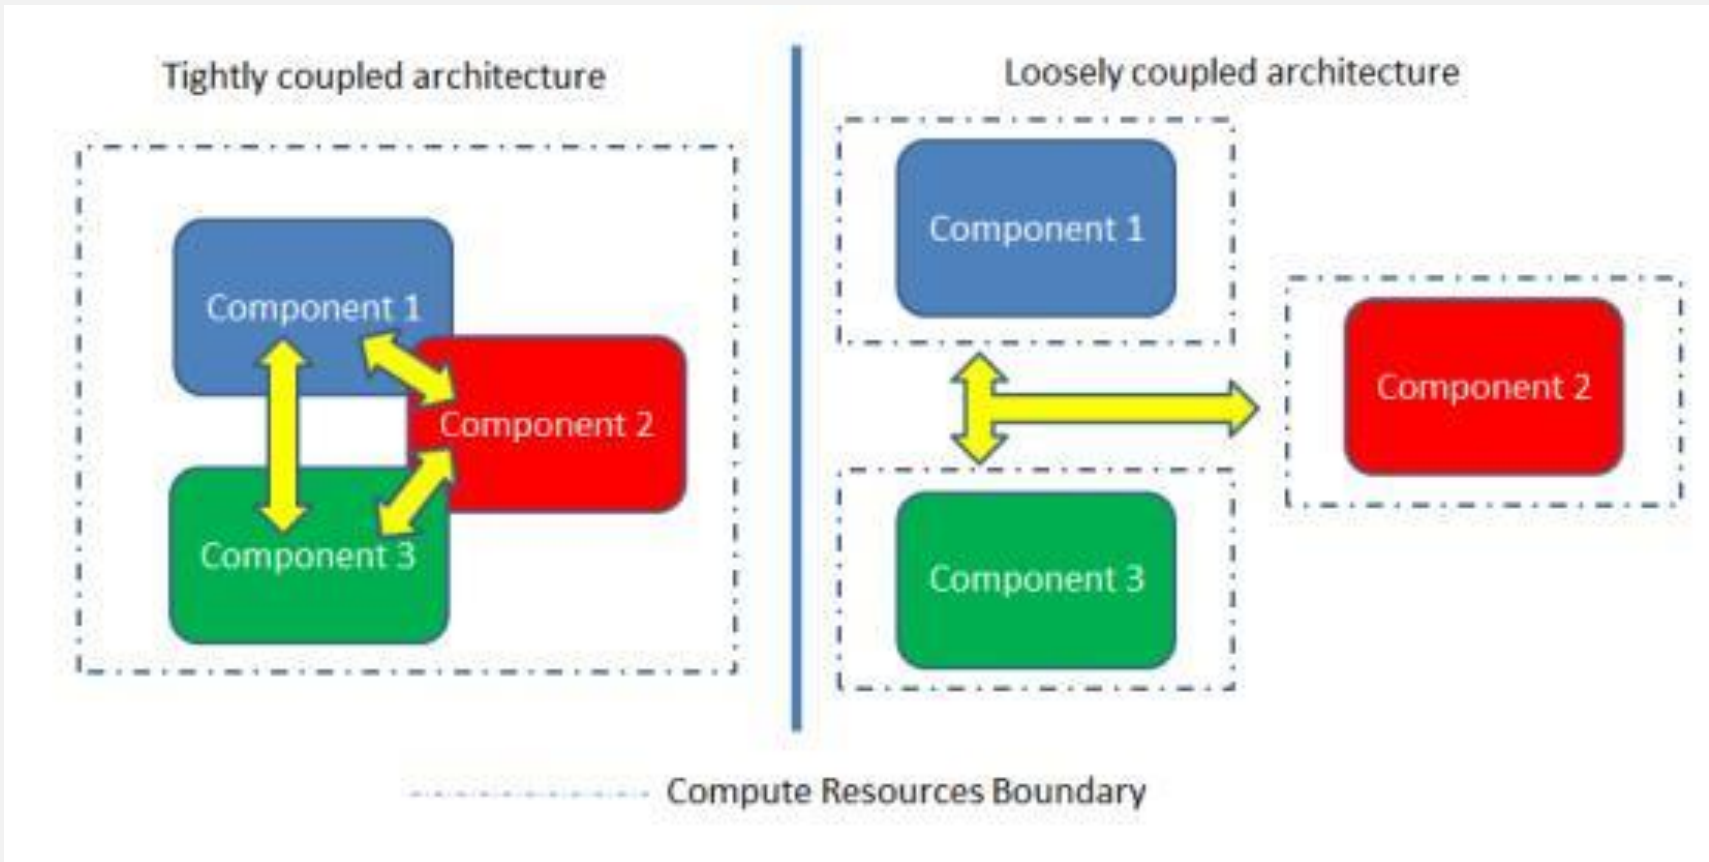 Tightly coupled architecture
Component 1
Component 2
Component 3
Loosely coupled architecture
Component 1
Component 2
Component 3
Compute Resources Boundary